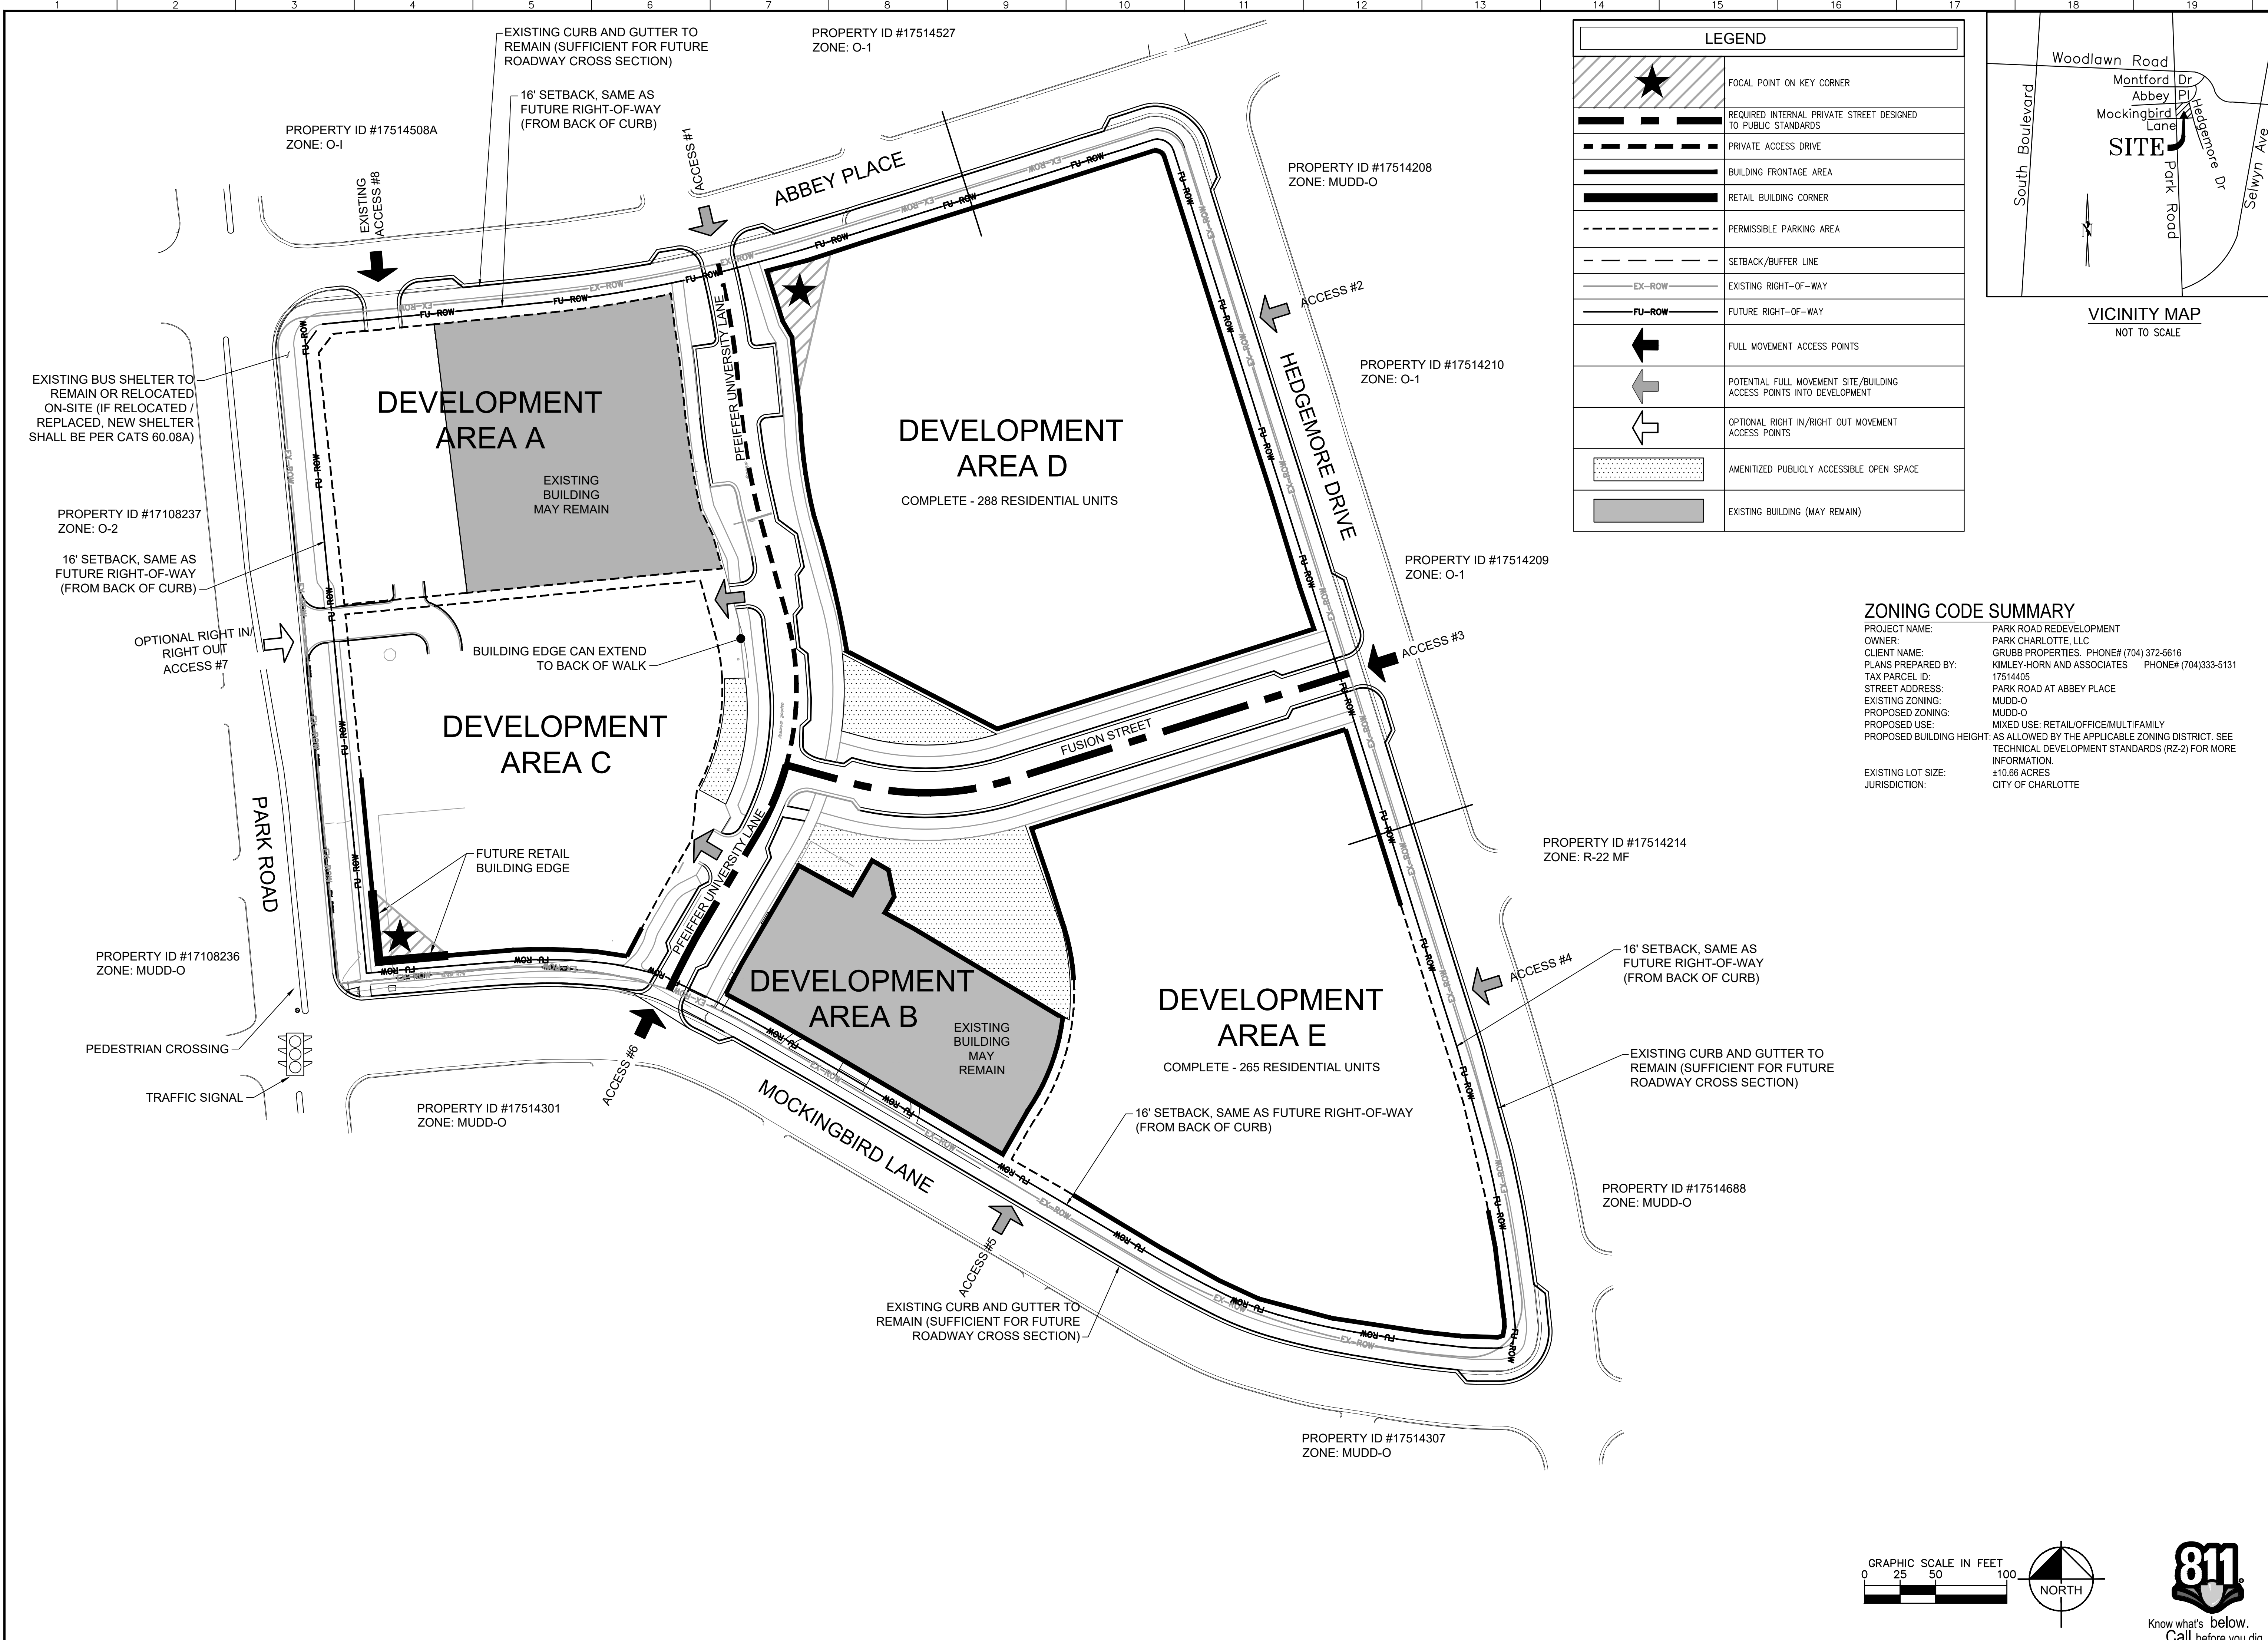 1 2 3 4 5 6 7 8 9 10 11 12 13 14 15 16 17 18 19
EXISTING CURB AND GUTTER TO
REMAIN (SUFFICIENT FOR FUTURE
ROADWAY CROSS SECTION)
PROPERTY ID #17514527
ZONE: O-1
16' SETBACK, SAME AS
FUTURE RIGHT-OF-WAY
(FROM BACK OF CURB)
PROPERTY ID #17514508A
ZONE: O-I
EXISTING
ACCESS #8
ACCESS #1
ABBEY PLACE
PROPERTY ID #17514208
ZONE: MUDD-O
ACCESS #2
HEDGEMORE DRIVE
PROPERTY ID #17514210
ZONE: O-1
EXISTING BUS SHELTER TO
REMAIN OR RELOCATED
ON-SITE (IF RELOCATED /
REPLACED, NEW SHELTER
SHALL BE PER CATS 60.08A)
DEVELOPMENT
AREA A
EXISTING
BUILDING
MAY REMAIN
PFEIFFER UNIVERSITY LANE
DEVELOPMENT
AREA D
COMPLETE - 288 RESIDENTIAL UNITS
PROPERTY ID #17108237
ZONE: O-2
16' SETBACK, SAME AS
FUTURE RIGHT-OF-WAY
(FROM BACK OF CURB)
PROPERTY ID #17514209
ZONE: O-1
OPTIONAL RIGHT IN/
RIGHT OUT
ACCESS #7
BUILDING EDGE CAN EXTEND
TO BACK OF WALK
ACCESS #3
DEVELOPMENT
AREA C
FUSION STREET
PARK ROAD
FUTURE RETAIL
BUILDING EDGE
PFEIFFER UNIVERSITY LANE
PROPERTY ID #17514214
ZONE: R-22 MF
PROPERTY ID #17108236
ZONE: MUDD-O
DEVELOPMENT
AREA B
EXISTING
BUILDING
MAY
REMAIN
DEVELOPMENT
AREA E
COMPLETE - 265 RESIDENTIAL UNITS
ACCESS #4
16' SETBACK, SAME AS
FUTURE RIGHT-OF-WAY
(FROM BACK OF CURB)
PEDESTRIAN CROSSING
TRAFFIC SIGNAL
ACCESS #6
EXISTING CURB AND GUTTER TO
REMAIN (SUFFICIENT FOR FUTURE
ROADWAY CROSS SECTION)
PROPERTY ID #17514301
ZONE: MUDD-O
MOCKINGBIRD LANE
16' SETBACK, SAME AS FUTURE RIGHT-OF-WAY
(FROM BACK OF CURB)
PROPERTY ID #17514688
ZONE: MUDD-O
ACCESS #5
EXISTING CURB AND GUTTER TO
REMAIN (SUFFICIENT FOR FUTURE
ROADWAY CROSS SECTION)
PROPERTY ID #17514307
ZONE: MUDD-O
EX-ROW
FU-ROW
LEGEND
FOCAL POINT ON KEY CORNER
REQUIRED INTERNAL PRIVATE STREET DESIGNED
TO PUBLIC STANDARDS
PRIVATE ACCESS DRIVE
BUILDING FRONTAGE AREA
RETAIL BUILDING CORNER
PERMISSIBLE PARKING AREA
SETBACK/BUFFER LINE
EX-ROW EXISTING RIGHT-OF-WAY
FU-ROW FUTURE RIGHT-OF-WAY
FULL MOVEMENT ACCESS POINTS
POTENTIAL FULL MOVEMENT SITE/BUILDING
ACCESS POINTS INTO DEVELOPMENT
OPTIONAL RIGHT IN/RIGHT OUT MOVEMENT
ACCESS POINTS
AMENITIZED PUBLICLY ACCESSIBLE OPEN SPACE
EXISTING BUILDING (MAY REMAIN)
Woodlawn Road
Montford Dr
Abbey Pl
Mockingbird
Lane
SITE
Hedgemore Dr
South Boulevard
Park Road
Selwyn Ave
N
VICINITY MAP
NOT TO SCALE
ZONING CODE SUMMARY
PROJECT NAME: PARK ROAD REDEVELOPMENT
OWNER: PARK CHARLOTTE, LLC
CLIENT NAME: GRUBB PROPERTIES. PHONE# (704) 372-5616
PLANS PREPARED BY: KIMLEY-HORN AND ASSOCIATES PHONE# (704)333-5131
TAX PARCEL ID: 17514405
STREET ADDRESS: PARK ROAD AT ABBEY PLACE
EXISTING ZONING: MUDD-O
PROPOSED ZONING: MUDD-O
PROPOSED USE: MIXED USE: RETAIL/OFFICE/MULTIFAMILY
PROPOSED BUILDING HEIGHT: AS ALLOWED BY THE APPLICABLE ZONING DISTRICT. SEE
TECHNICAL DEVELOPMENT STANDARDS (RZ-2) FOR MORE
INFORMATION.
EXISTING LOT SIZE: ±10.66 ACRES
JURISDICTION: CITY OF CHARLOTTE
GRAPHIC SCALE IN FEET
0 25 50 100
NORTH
811
Know what's below.
Call before you dig